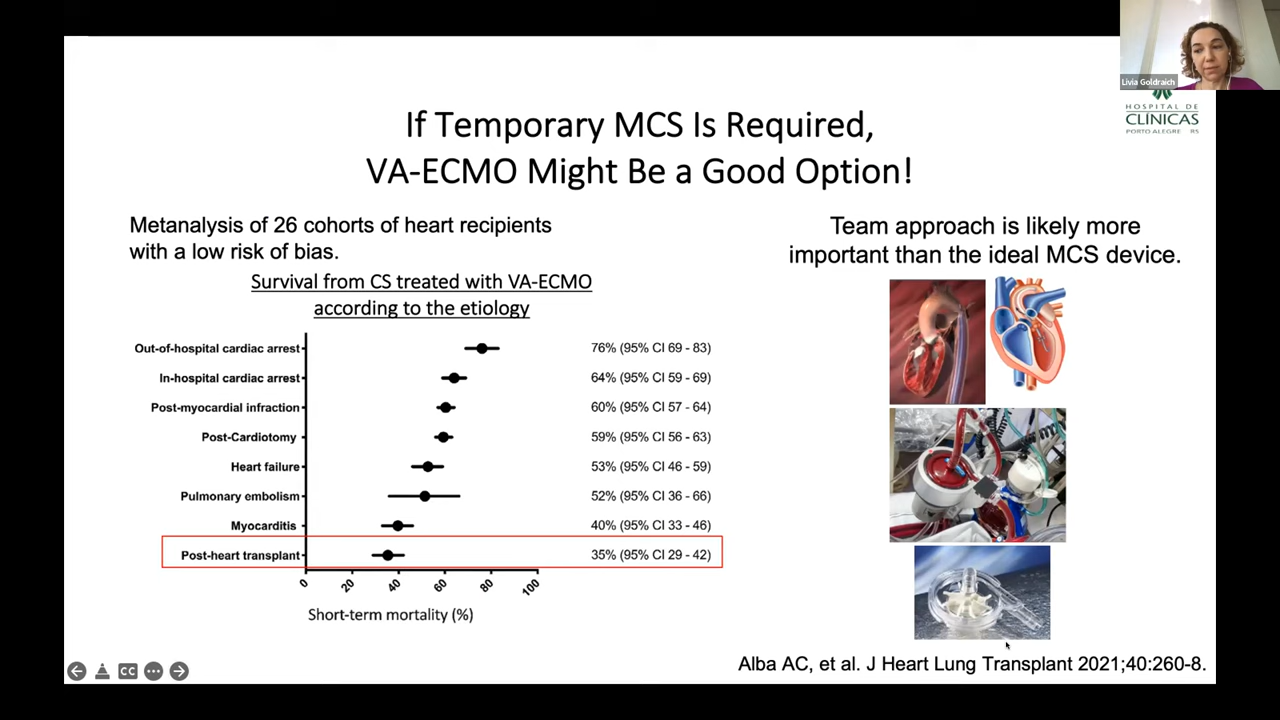 Livia Goldraich
HOSPITAL DE
CLÍNICAS
PORTO ALEGRE RS
If Temporary MCS Is Required,
VA-ECMO Might Be a Good Option!
Metanalysis of 26 cohorts of heart recipients
with a low risk of bias.
Survival from CS treated with VA-ECMO
according to the etiology
Out-of-hospital cardiac arrest 76% (95% CI 69 - 83)
In-hospital cardiac arrest 64% (95% CI 59 - 69)
Post-myocardial infraction 60% (95% CI 57 - 64)
Post-Cardiotomy 59% (95% CI 56 - 63)
Heart failure 53% (95% CI 46 - 59)
Pulmonary embolism 52% (95% CI 36 - 66)
Myocarditis 40% (95% CI 33 - 46)
Post-heart transplant 35% (95% CI 29 - 42)
0 20 40 60 80 100
Short-term mortality (%)
Team approach is likely more
important than the ideal MCS device.
Alba AC, et al. J Heart Lung Transplant 2021;40:260-8.
CC